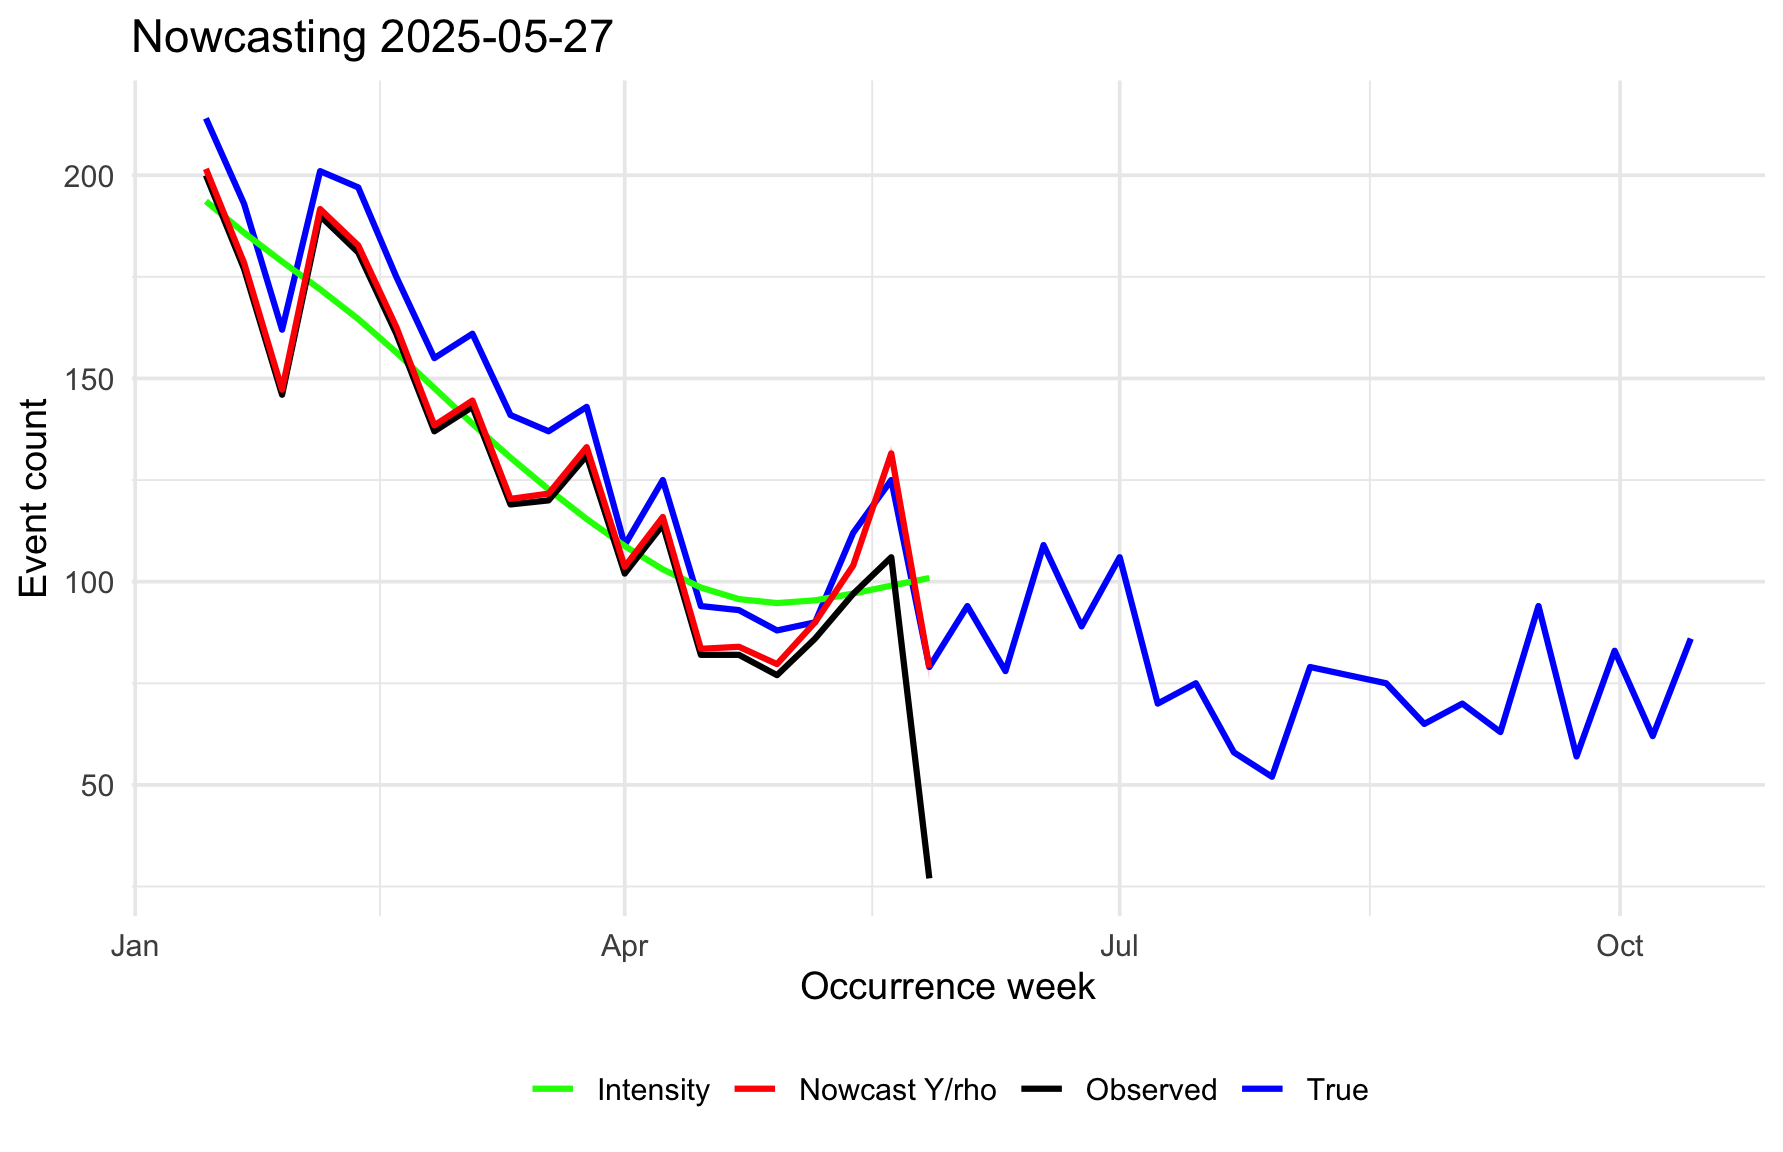 Nowcasting 2025-05-27
Event count
200
150
100
50
Jan Apr Jul Oct
Occurrence week
Intensity Nowcast Y/rho Observed True